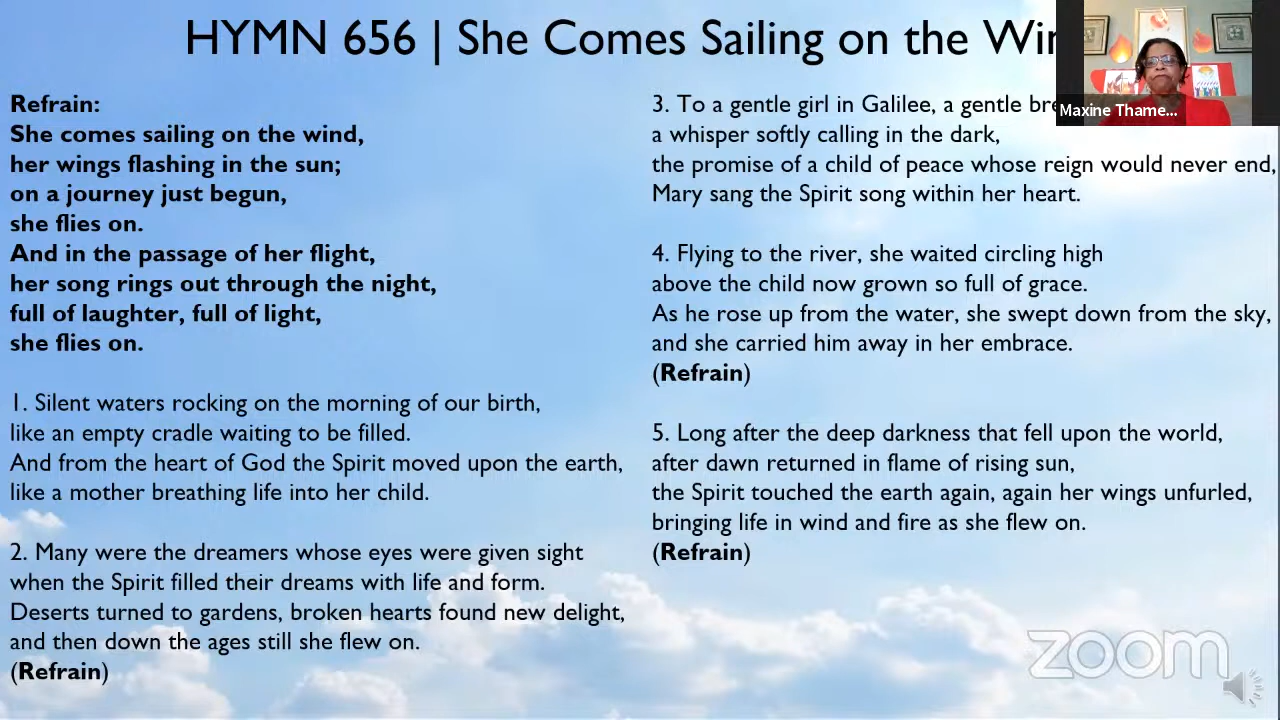 HYMN 656 | She Comes Sailing on the
Maxine Thame...
Refrain:
She comes sailing on the wind,
her wings flashing in the sun;
on a journey just begun,
she flies on.
And in the passage of her flight,
her song rings out through the night,
full of laughter, full of light,
she flies on.
1. Silent waters rocking on the morning of our birth,
like an empty cradle waiting to be filled.
And from the heart of God the Spirit moved upon the earth,
like a mother breathing life into her child.
2. Many were the dreamers whose eyes were given sight
when the Spirit filled their dreams with life and form.
Deserts turned to gardens, broken hearts found new delight,
and then down the ages still she flew on.
(Refrain)
3. To a gentle girl in Galilee, a gentle
a whisper softly calling in the dark,
the promise of a child of peace whose reign would never end,
Mary sang the Spirit song within her heart.
4. Flying to the river, she waited circling high
above the child now grown so full of grace.
As he rose up from the water, she swept down from the sky,
and she carried him away in her embrace.
(Refrain)
5. Long after the deep darkness that fell upon the world,
after dawn returned in flame of rising sun,
the Spirit touched the earth again, again her wings unfurled,
bringing life in wind and fire as she flew on.
(Refrain)
zoom